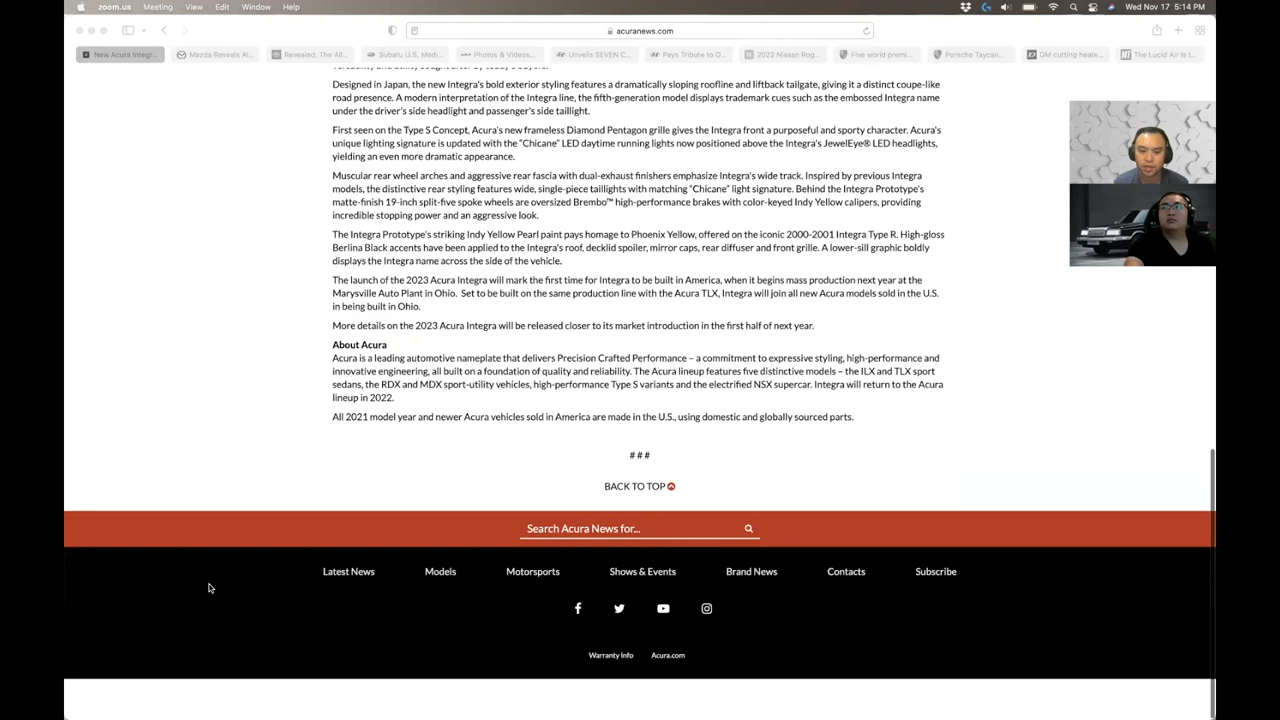 zoom.us Meeting View Edit Window Help Wed Nov 17 5:14 PM
acuranews.com
New Acura Integr... Mazda Reveals Al... Revealed: The All... Subaru U.S. Medi... Photos & Videos... Unveils SEVEN C... Pays Tribute to O... 2022 Nissan Rog... Five world premi... Porsche Taycan... GM cutting heate... The Lucid Air Is t...
Designed in Japan, the new Integra's bold exterior styling features a dramatically sloping roofline and liftback tailgate, giving it a distinct coupe-like
road presence. A modern interpretation of the Integra line, the fifth-generation model displays trademark cues such as the embossed Integra name
under the driver's side headlight and passenger's side taillight.
First seen on the Type S Concept, Acura's new frameless Diamond Pentagon grille gives the Integra front a purposeful and sporty character. Acura's
unique lighting signature is updated with the "Chicane" LED daytime running lights now positioned above the Integra's JewelEye® LED headlights,
yielding an even more dramatic appearance.
Muscular rear wheel arches and aggressive rear fascia with dual-exhaust finishers emphasize Integra's wide track. Inspired by previous Integra
models, the distinctive rear styling features wide, single-piece taillights with matching "Chicane" light signature. Behind the Integra Prototype's
matte-finish 19-inch split-five spoke wheels are oversized Brembo™ high-performance brakes with color-keyed Indy Yellow calipers, providing
incredible stopping power and an aggressive look.
The Integra Prototype's striking Indy Yellow Pearl paint pays homage to Phoenix Yellow, offered on the iconic 2000-2001 Integra Type R. High-gloss
Berlina Black accents have been applied to the Integra's roof, decklid spoiler, mirror caps, rear diffuser and front grille. A lower-sill graphic boldly
displays the Integra name across the side of the vehicle.
The launch of the 2023 Acura Integra will mark the first time for Integra to be built in America, when it begins mass production next year at the
Marysville Auto Plant in Ohio. Set to be built on the same production line with the Acura TLX, Integra will join all new Acura models sold in the U.S.
in being built in Ohio.
More details on the 2023 Acura Integra will be released closer to its market introduction in the first half of next year.
About Acura
Acura is a leading automotive nameplate that delivers Precision Crafted Performance – a commitment to expressive styling, high-performance and
innovative engineering, all built on a foundation of quality and reliability. The Acura lineup features five distinctive models – the ILX and TLX sport
sedans, the RDX and MDX sport-utility vehicles, high-performance Type S variants and the electrified NSX supercar. Integra will return to the Acura
lineup in 2022.
All 2021 model year and newer Acura vehicles sold in America are made in the U.S., using domestic and globally sourced parts.
# # #
BACK TO TOP
Search Acura News for...
Latest News Models Motorsports Shows & Events Brand News Contacts Subscribe
Warranty Info Acura.com